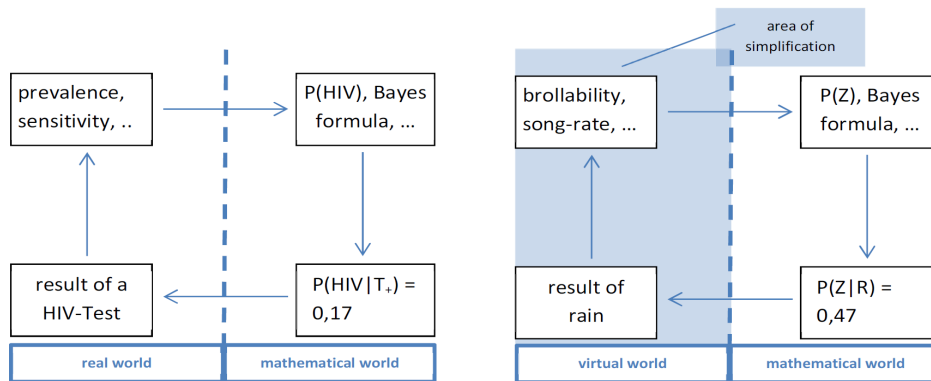 prevalence,
sensitivity, ..
P(HIV), Bayes
formula, ...
result of a
HIV-Test
P(HIV|T₊) =
0,17
real world
mathematical world
area of
simplification
brollability,
song-rate, ...
P(Z), Bayes
formula, ...
result of
rain
P(Z|R) =
0,47
virtual world
mathematical world